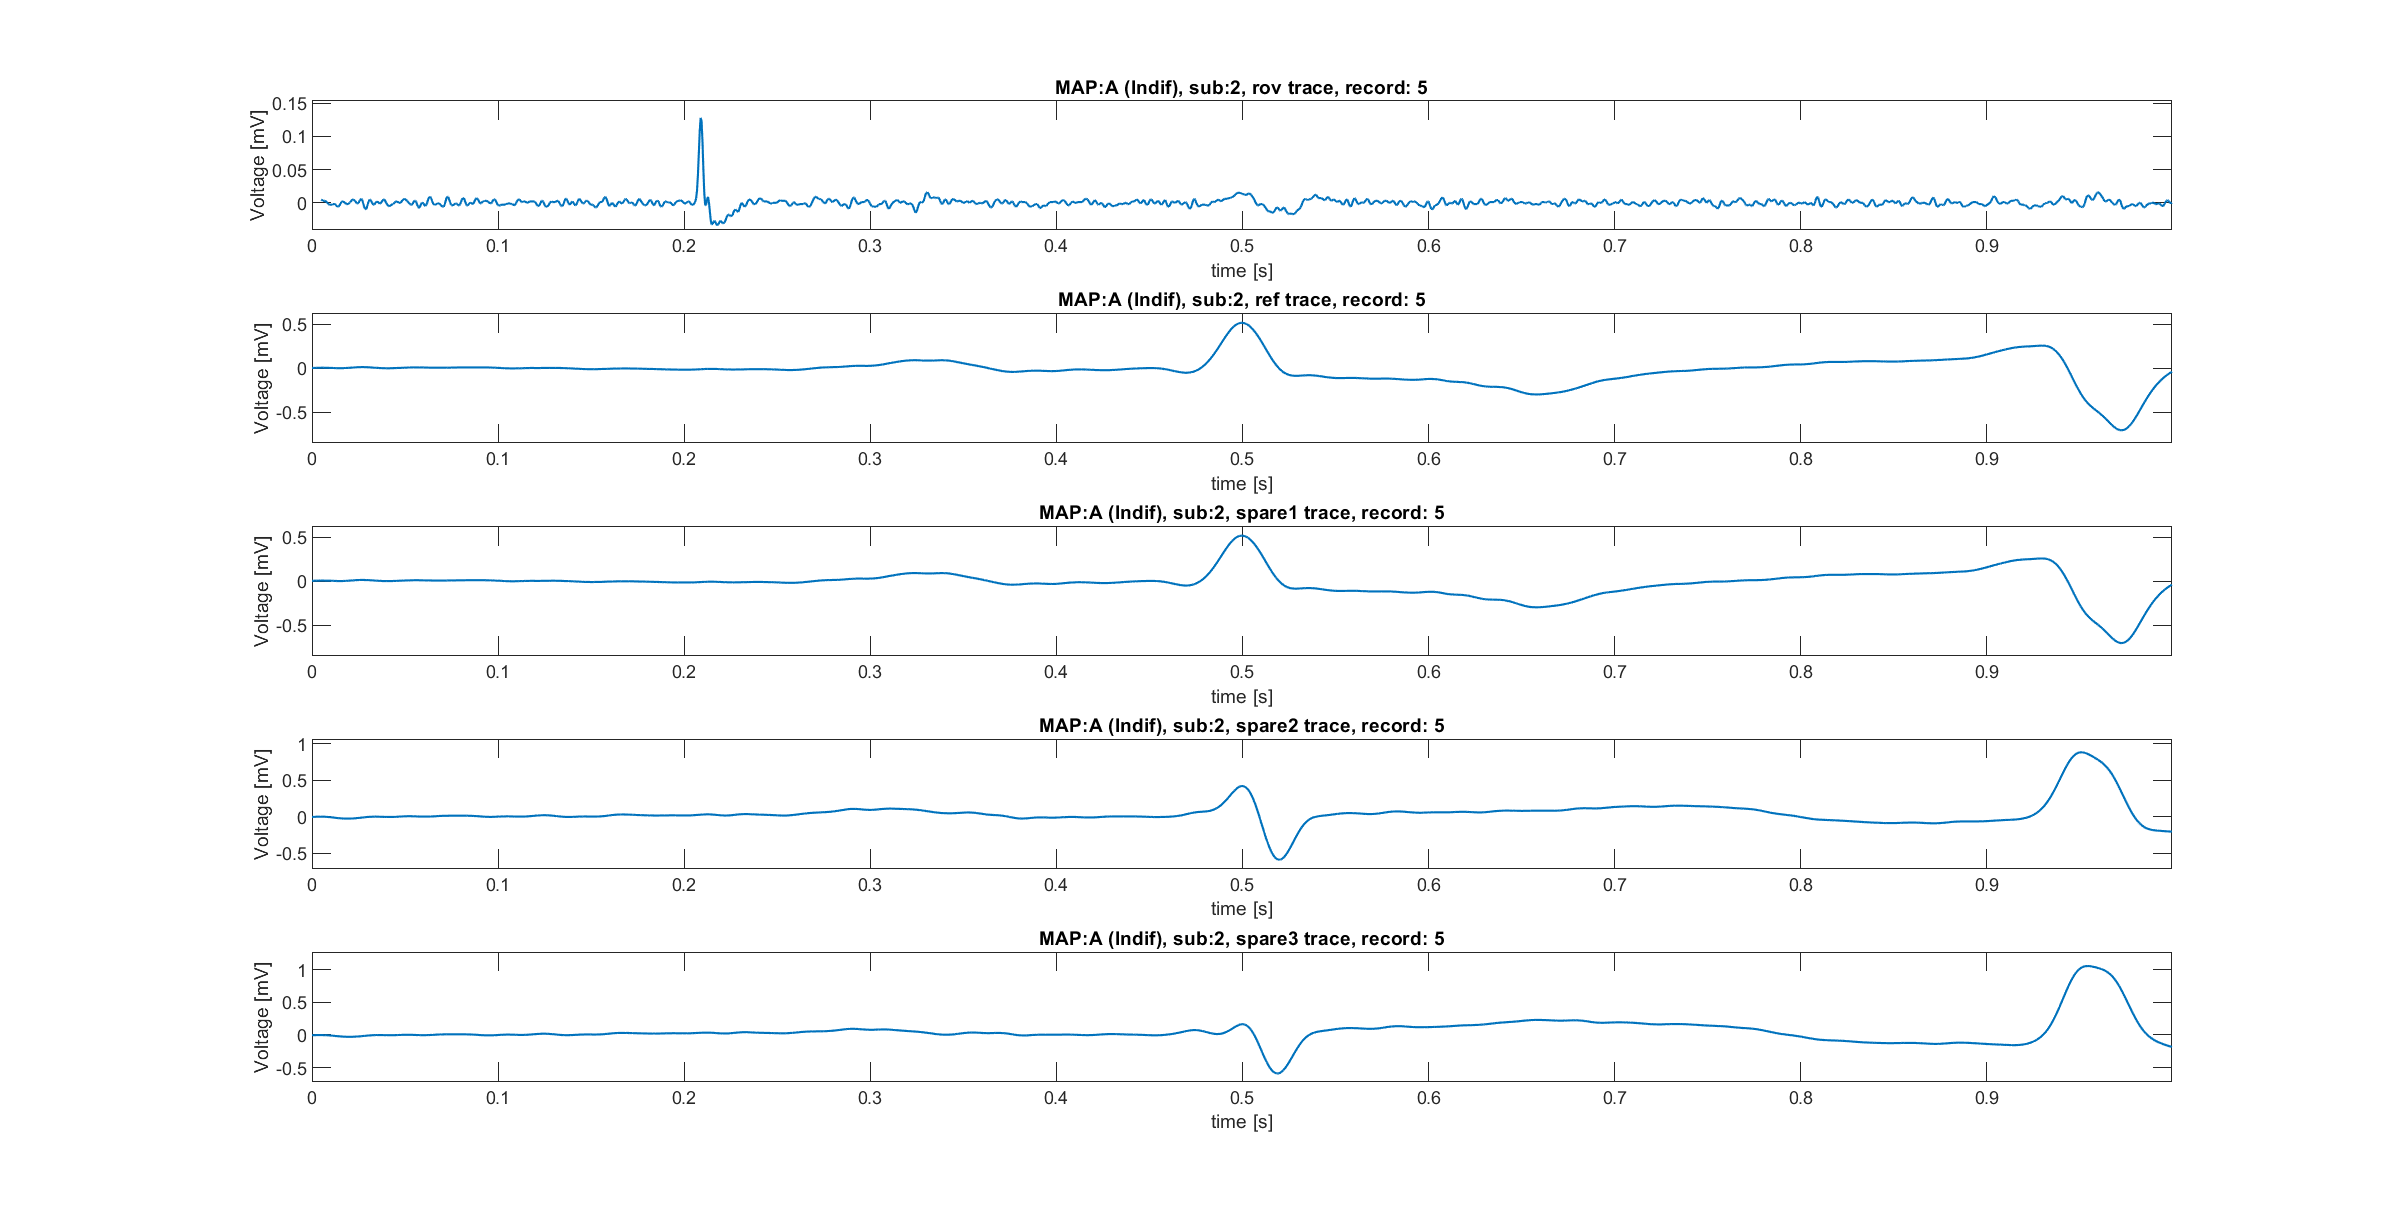 MAP:A (Indif), sub:2, rov trace, record: 5
Voltage [mV]
0.15
0.1
0.05
0
0 0.1 0.2 0.3 0.4 0.5 0.6 0.7 0.8 0.9
time [s]
MAP:A (Indif), sub:2, ref trace, record: 5
Voltage [mV]
0.5
0
-0.5
0 0.1 0.2 0.3 0.4 0.5 0.6 0.7 0.8 0.9
time [s]
MAP:A (Indif), sub:2, spare1 trace, record: 5
Voltage [mV]
0.5
0
-0.5
0 0.1 0.2 0.3 0.4 0.5 0.6 0.7 0.8 0.9
time [s]
MAP:A (Indif), sub:2, spare2 trace, record: 5
Voltage [mV]
1
0.5
0
-0.5
0 0.1 0.2 0.3 0.4 0.5 0.6 0.7 0.8 0.9
time [s]
MAP:A (Indif), sub:2, spare3 trace, record: 5
Voltage [mV]
1
0.5
0
-0.5
0 0.1 0.2 0.3 0.4 0.5 0.6 0.7 0.8 0.9
time [s]